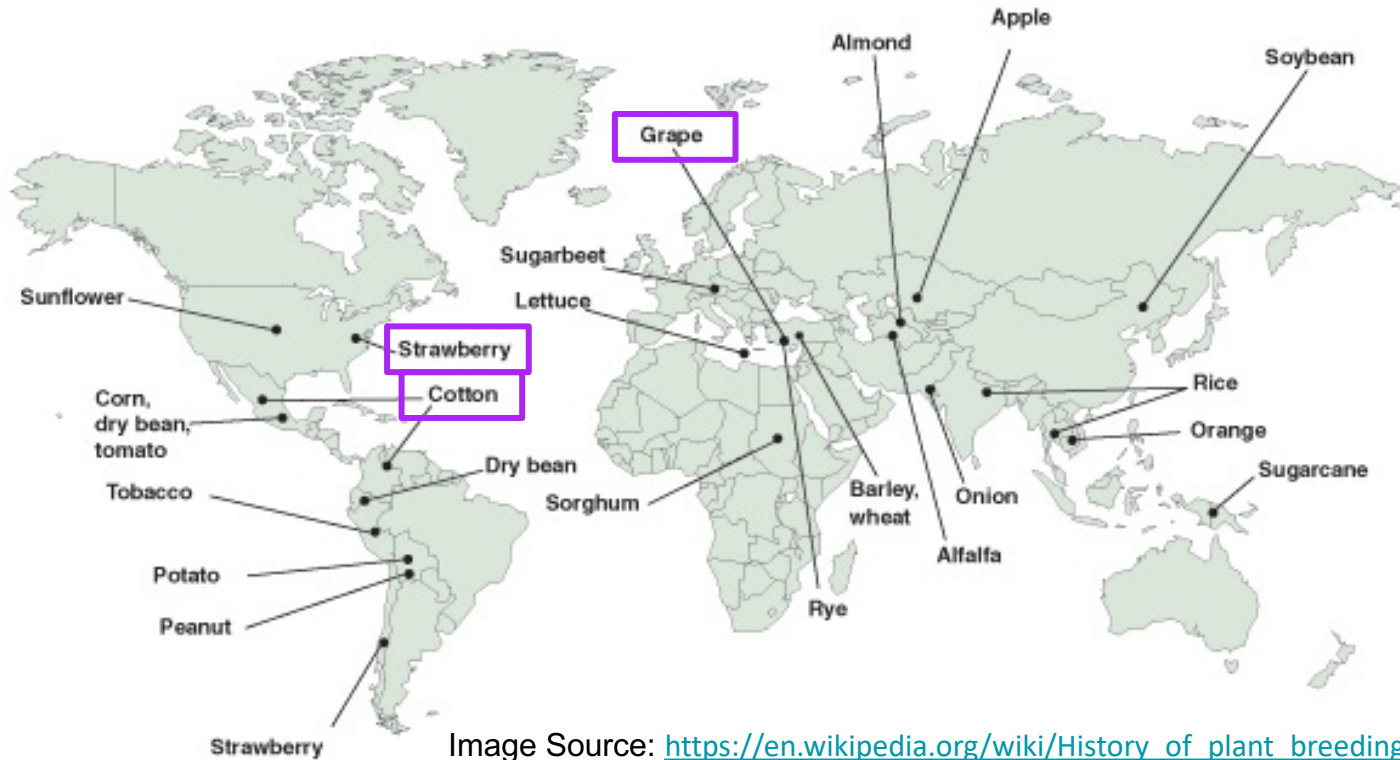 Apple
Almond
Soybean
Grape
Sugarbeet
Sunflower
Lettuce
Strawberry
Cotton
Corn,
dry bean,
tomato
Rice
Orange
Dry bean
Sugarcane
Tobacco
Sorghum
Barley,
wheat
Onion
Alfalfa
Potato
Rye
Peanut
Strawberry
Image Source: https://en.wikipedia.org/wiki/History_of_plant_breeding